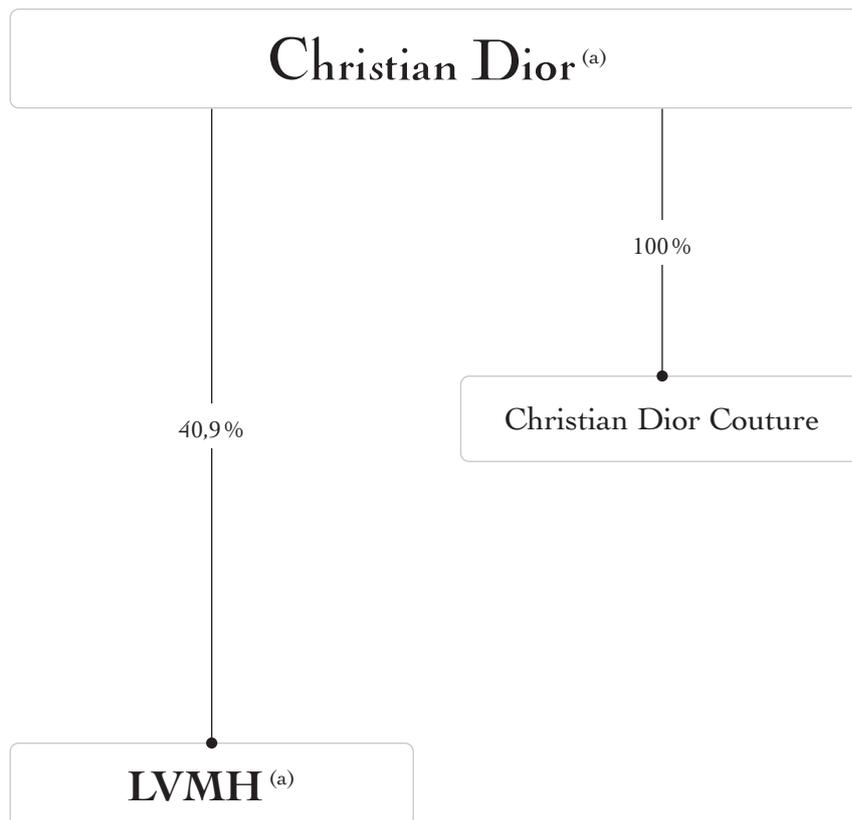 Christian Dior (a)
100 %
Christian Dior Couture
40,9 %
LVMH (a)